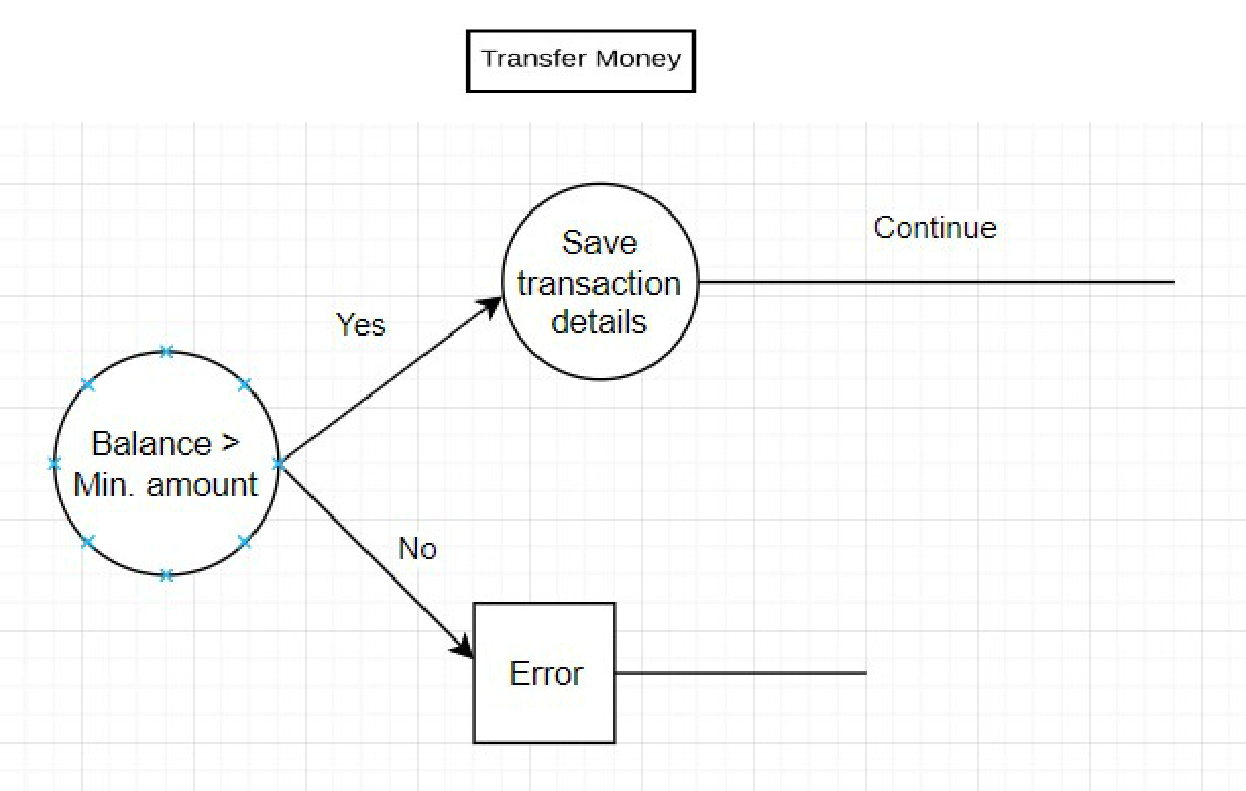 Transfer Money
Save
transaction
details
Continue
Yes
Balance >
Min. amount
No
Error